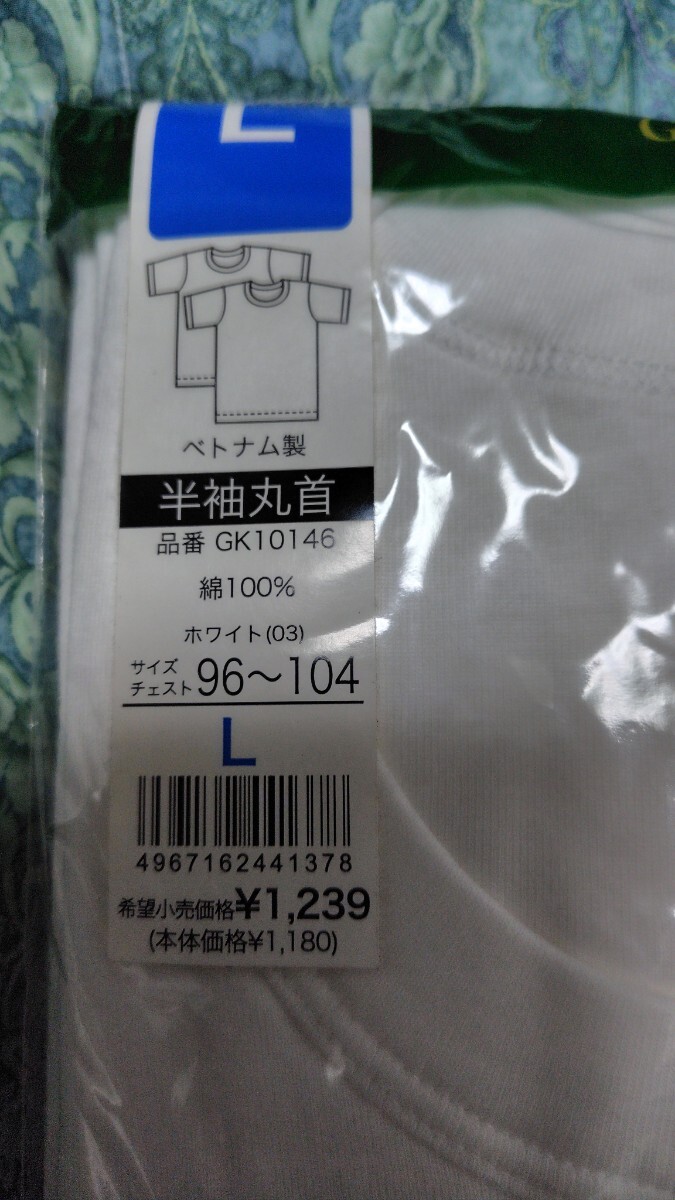 L
G
ベトナム製
半袖丸首
品番 GK10146
綿100%
ホワイト(03)
サイズ
チェスト 96〜104
L
4967162441378
希望小売価格¥1,239
(本体価格¥1,180)